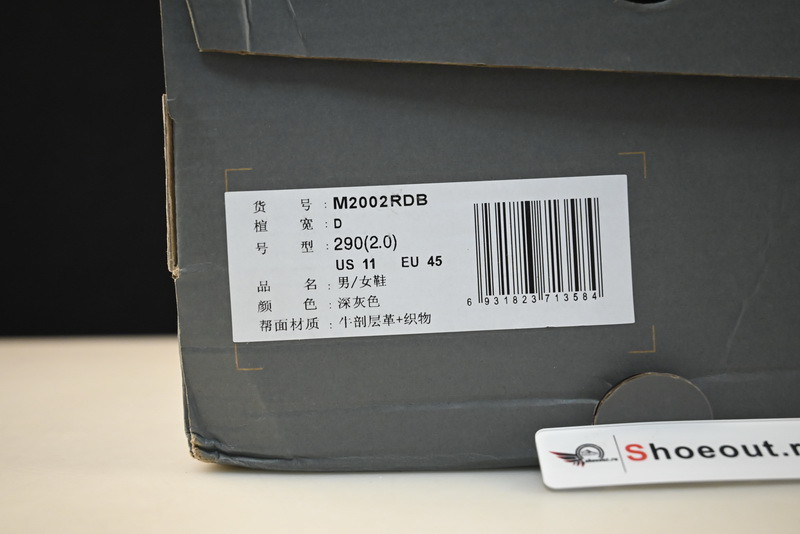 货 号 : M2002RDB
楦 宽 : D
号 型 : 290(2.0)
US 11 EU 45
品 名 : 男/女鞋
颜 色 : 深灰色
帮面材质 : 牛剖层革+织物
6 931823 713584
Shoeout.r